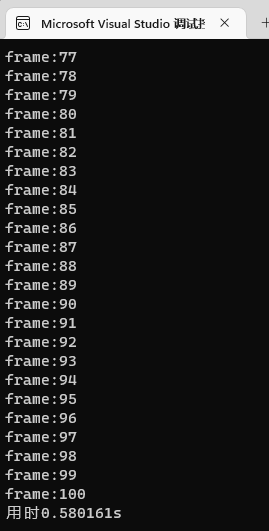 Microsoft Visual Studio 调试
frame:77
frame:78
frame:79
frame:80
frame:81
frame:82
frame:83
frame:84
frame:85
frame:86
frame:87
frame:88
frame:89
frame:90
frame:91
frame:92
frame:93
frame:94
frame:95
frame:96
frame:97
frame:98
frame:99
frame:100
用时0.580161s